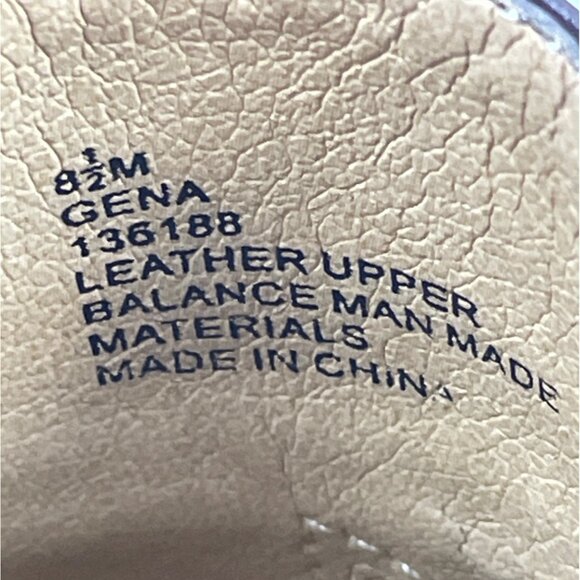 8½M
GENA
136188
LEATHER UPPER
BALANCE MAN MADE
MATERIALS
MADE IN CHINA